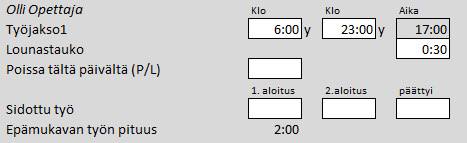 Olli Opettaja Klo Klo Aika
Työjakso1 6:00 y 23:00 y 17:00
Lounastauko 0:30
Poissa tältä päivältä (P/L)
1. aloitus 2.aloitus päättyi
Sidottu työ
Epämukavan työn pituus 2:00